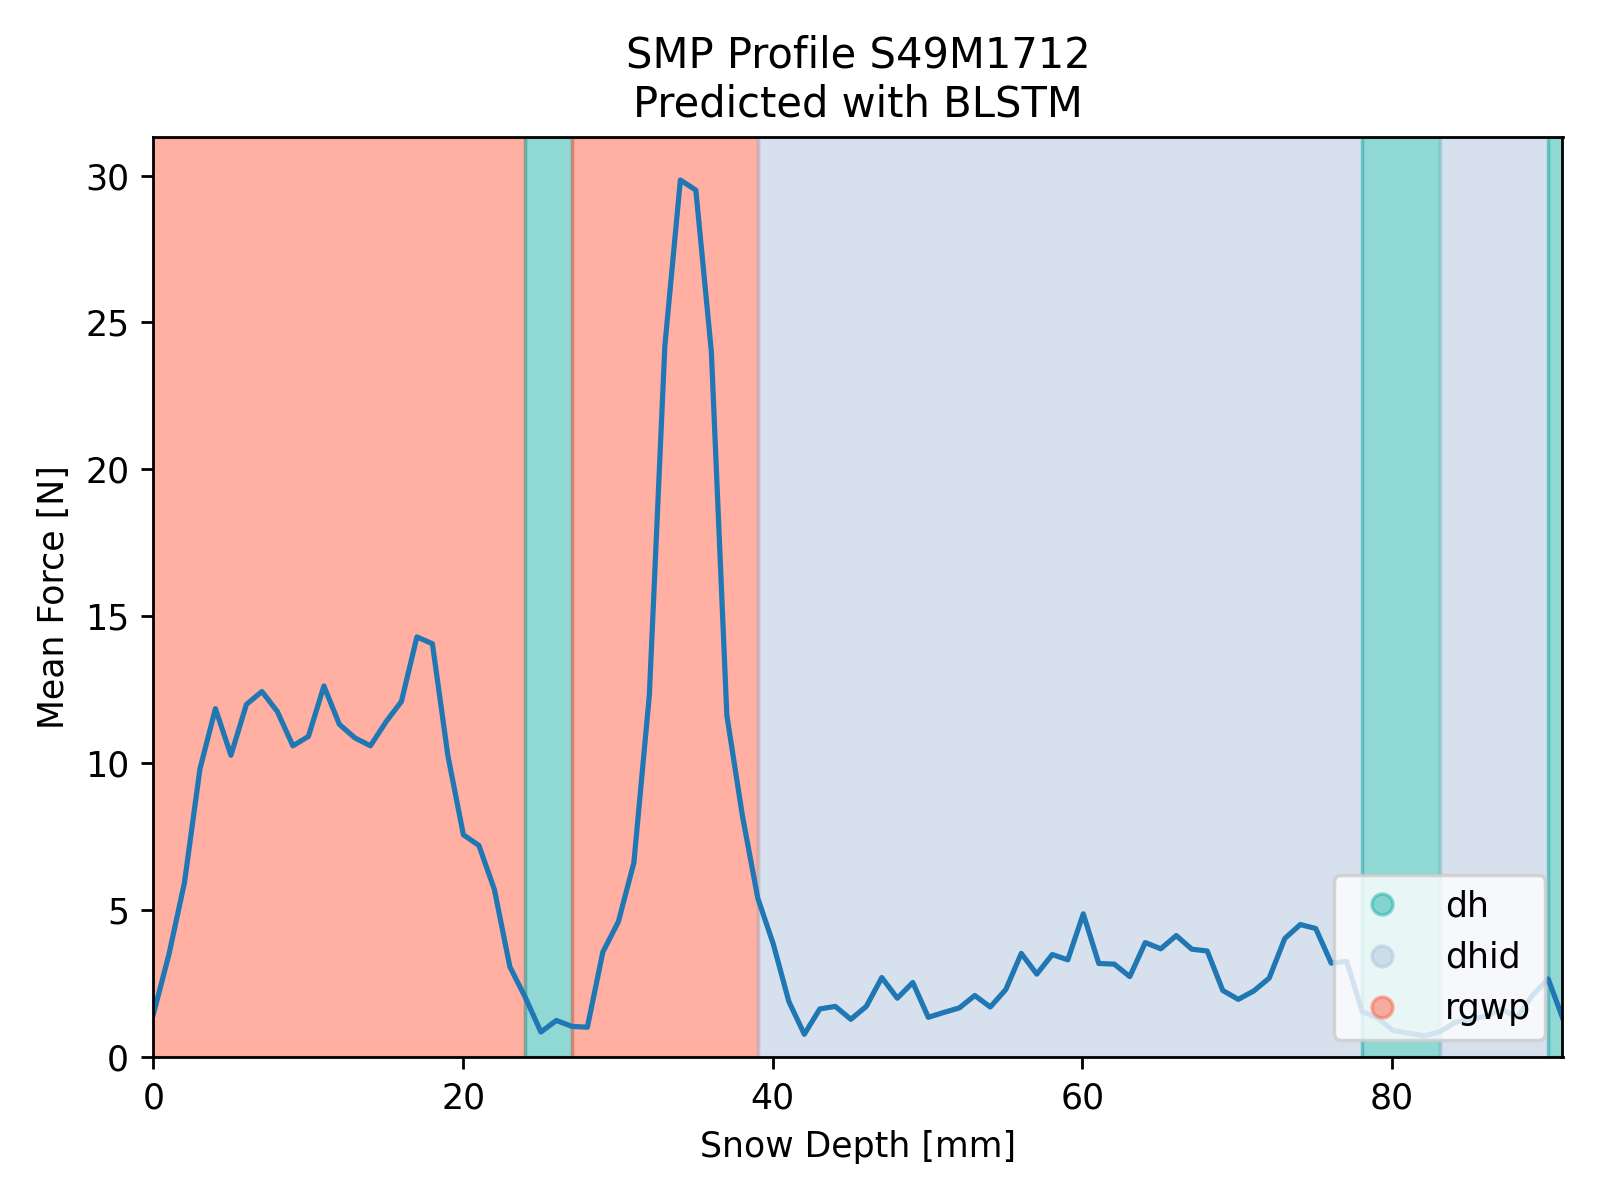 SMP Profile S49M1712
Predicted with BLSTM
Mean Force [N]
30
25
20
15
10
5
0
0 20 40 60 80
Snow Depth [mm]
dh
dhid
rgwp